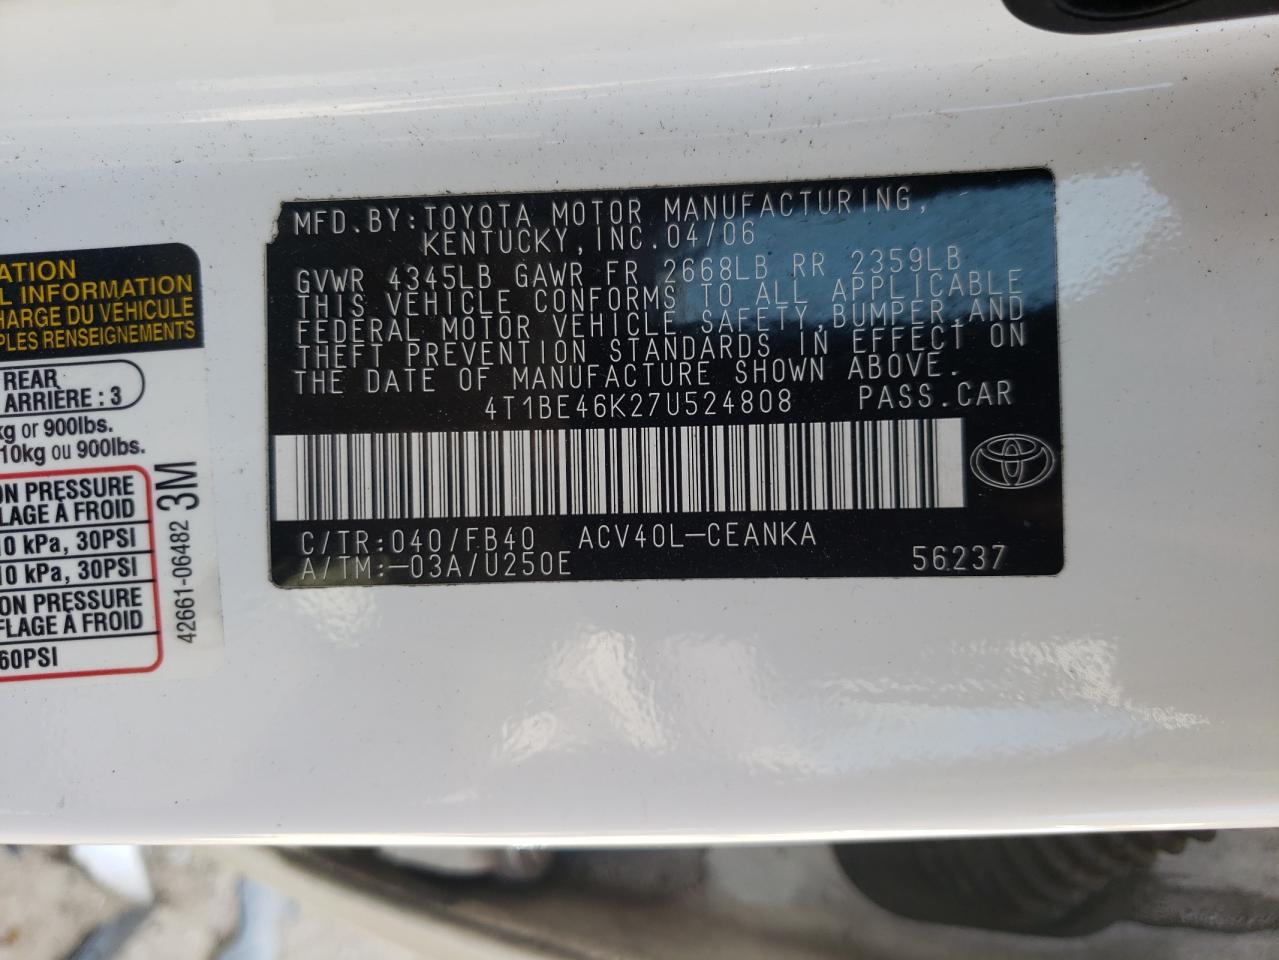 ATION
L INFORMATION
HARGE DU VÉHICULE
PLES RENSEIGNEMENTS
REAR
ARRIÈRE : 3
kg or 900lbs.
10kg ou 900lbs.
ON PRESSURE
LAGE À FROID
10 kPa, 30PSI
10 kPa, 30PSI
ON PRESSURE
FLAGE À FROID
60PSI
42661-06482 3M
MFD.BY:TOYOTA MOTOR MANUFACTURING,
KENTUCKY,INC.04/06
GVWR 4345LB GAWR FR 2668LB RR 2359LB
THIS VEHICLE CONFORMS TO ALL APPLICABLE
FEDERAL MOTOR VEHICLE SAFETY,BUMPER,AND
THEFT PREVENTION STANDARDS IN EFFECT ON
THE DATE OF MANUFACTURE SHOWN ABOVE.
4T1BE46K27U524808 PASS.CAR
C/TR:040/FB40 ACV40L-CEANKA
A/TM:-03A/U250E 56237